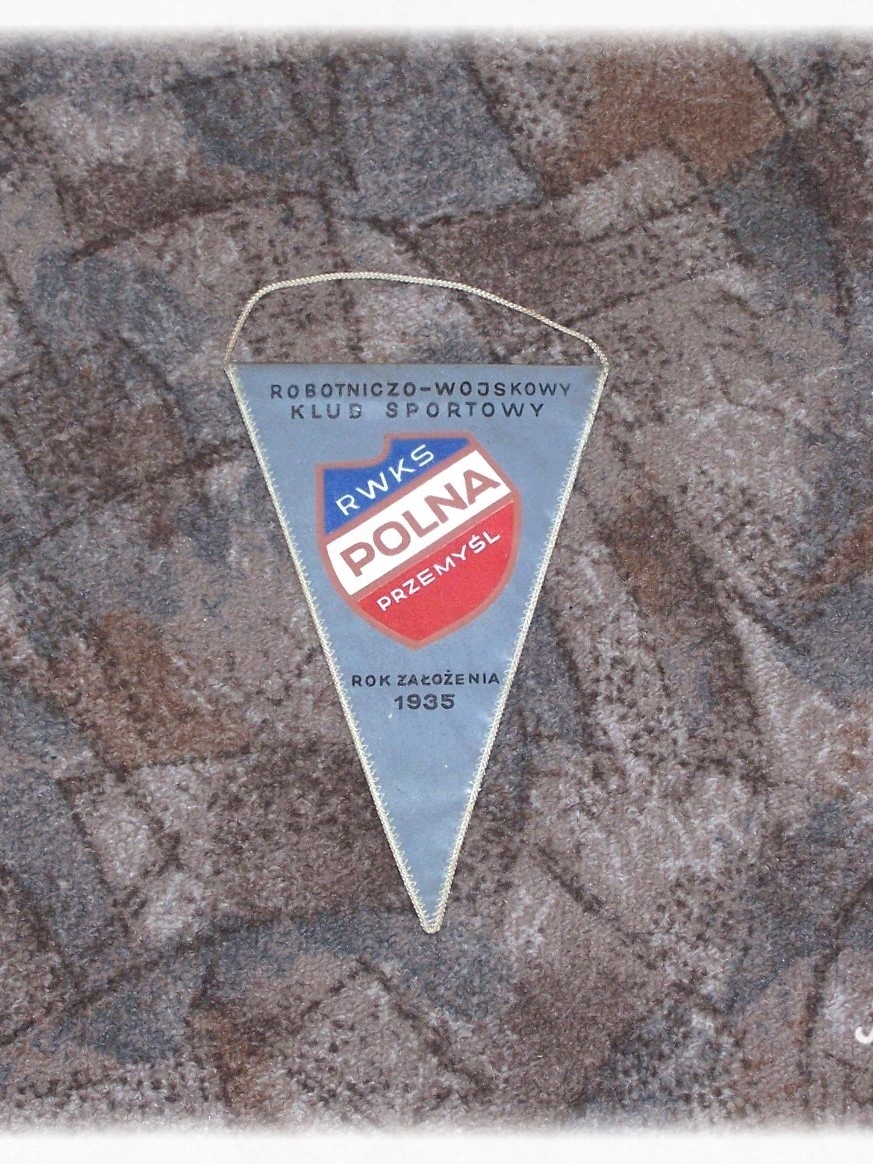 ROBOTNICZO-WOJSKOWY
KLUB SPORTOWY
RWKS
POLNA
PRZEMYŚL
ROK ZAŁOŻENIA
1935